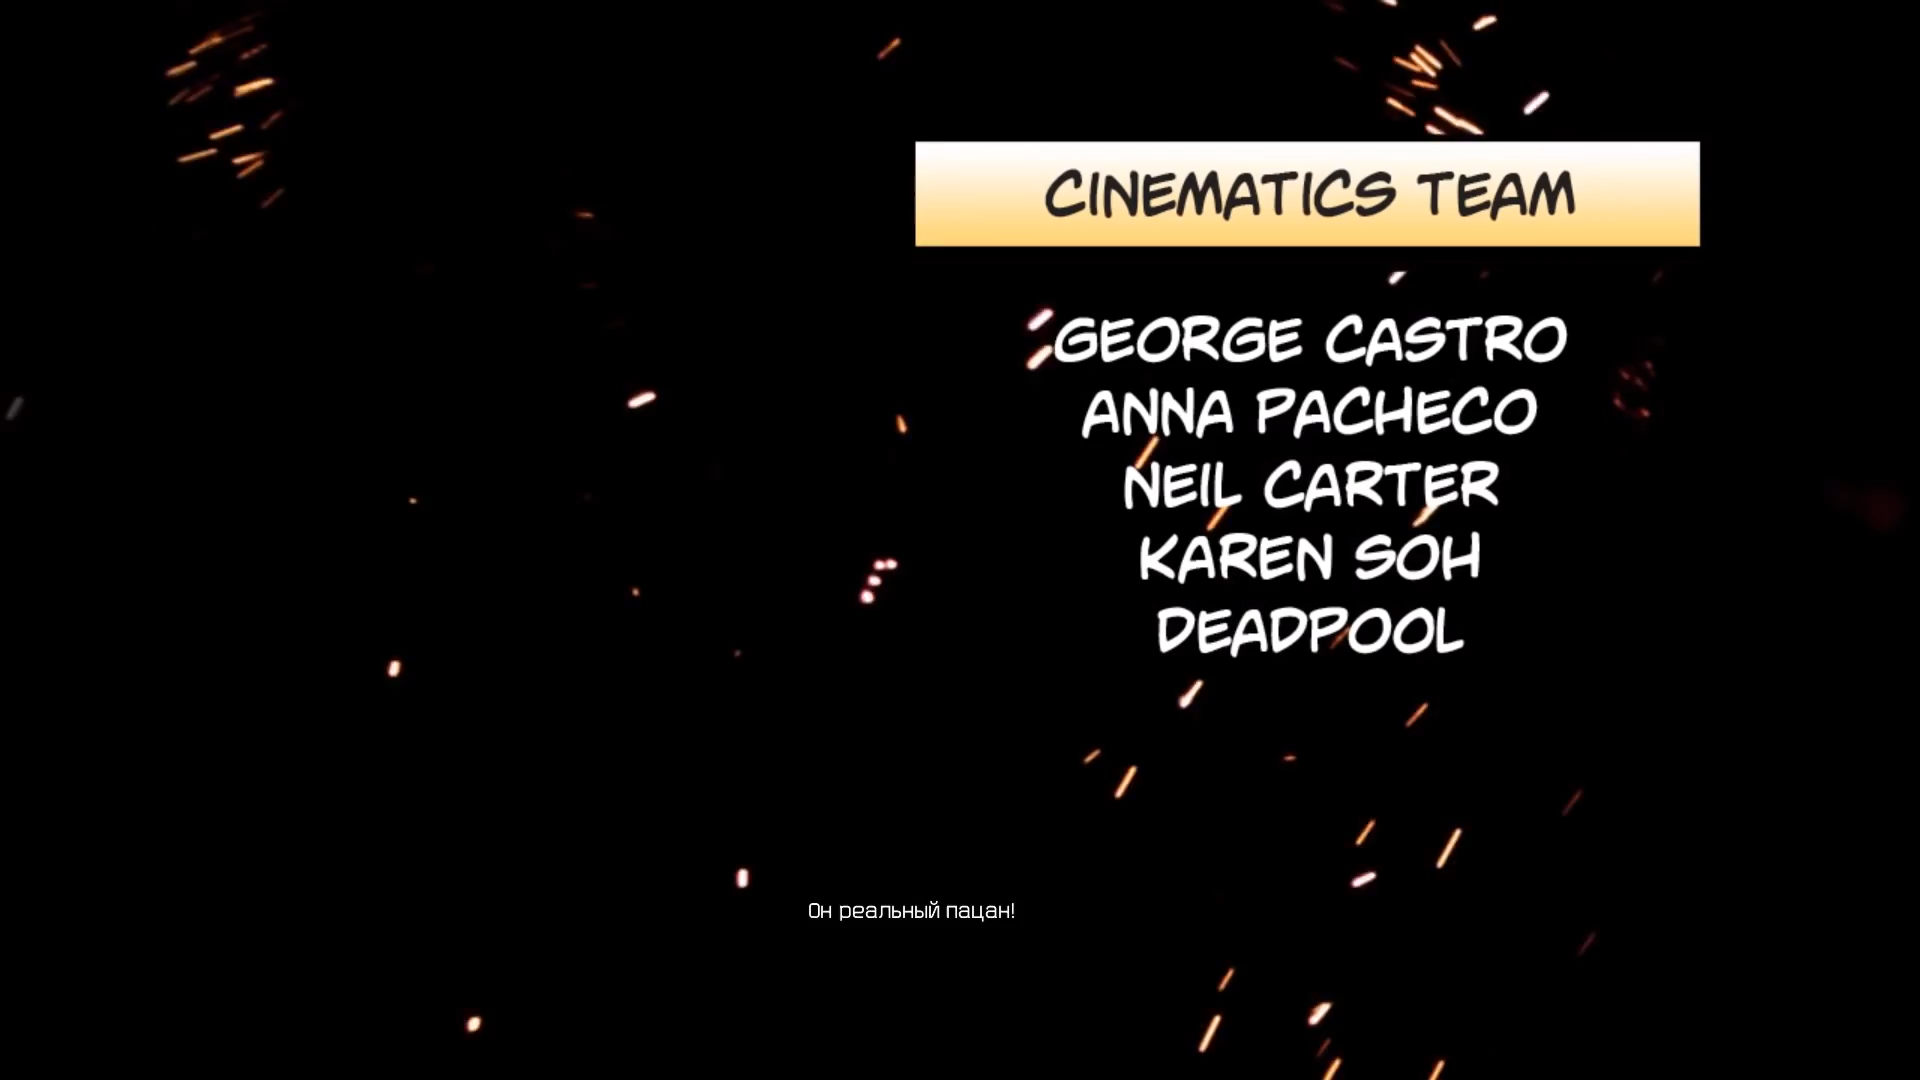 CINEMATICS TEAM
GEORGE CASTRO
ANNA PACHECO
NEIL CARTER
KAREN SOH
DEADPOOL
Он реальный пацан!